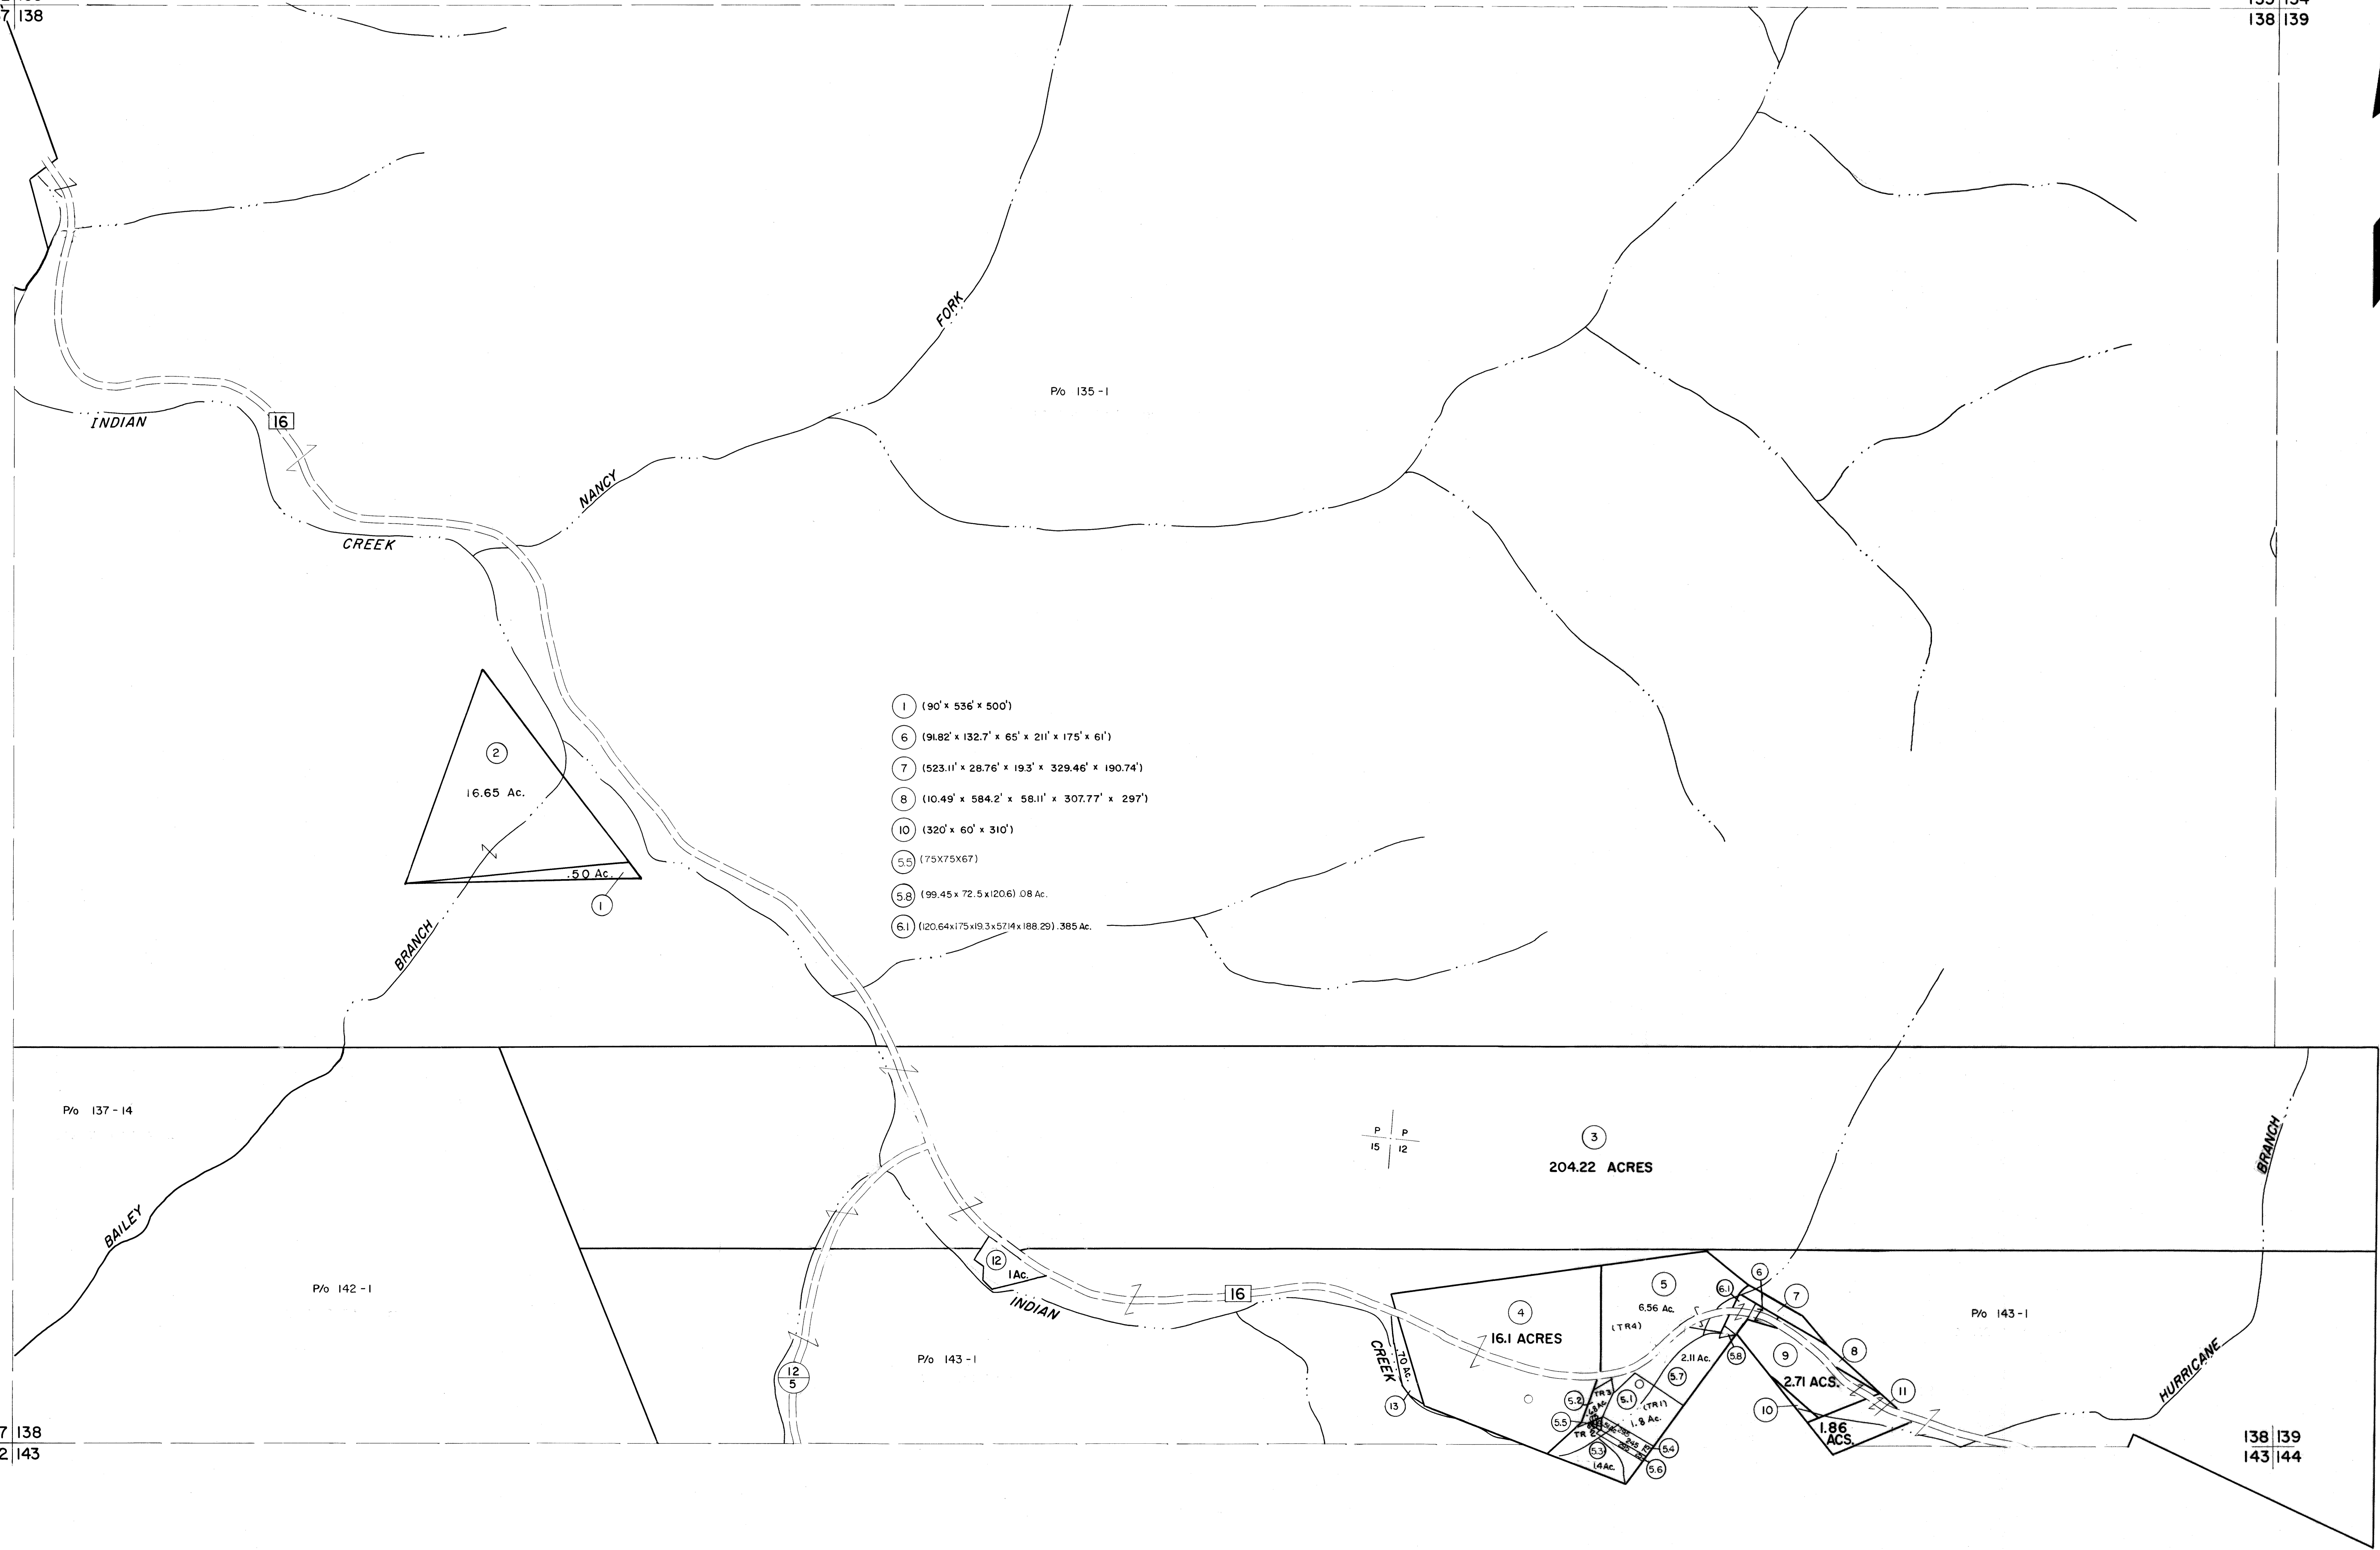 7 138
138 139
INDIAN
16
CREEK
NANCY
FORK
P/o 135-1
2
16.65 Ac.
.50 Ac.
1
BRANCH
1 (90' x 536' x 500')
6 (91.82' x 132.7' x 65' x 211' x 175' x 61')
7 (523.11' x 28.76' x 19.3' x 329.46' x 190.74')
8 (10.49' x 584.2' x 58.11' x 307.77' x 297')
10 (320' x 60' x 310')
5.5 (75X75X67)
5.8 (99.45 x 72.5 x 120.6) .08 Ac.
6.1 (120.64x175x19.3x57.14x188.29) .385 Ac.
P/o 137-14
BAILEY
P/o 142-1
P P
15 12
3
204.22 ACRES
BRANCH
12
1 Ac.
INDIAN
16
CREEK
12
5
P/o 143-1
4
16.1 ACRES
.70 Ac.
13
5
6.56 Ac.
(TR4)
6.1
6
7
2.11 Ac.
5.7
5.8
8
9
2.71 ACS.
11
10
1.86
ACS.
5.2
TR3
5.1
(TR1)
1.8 Ac.
5.5
TR 2
5.3
1.4 Ac.
5.4
5.6
P/o 143-1
HURRICANE
7 138
2 143
138 139
143 144